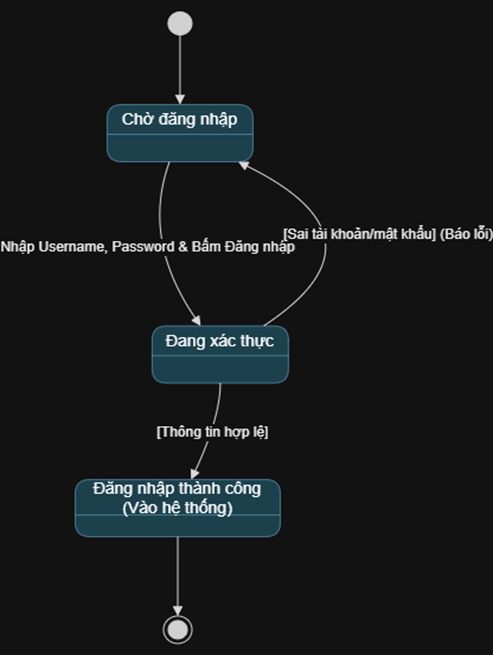 Chờ đăng nhập
[Sai tài khoản/mật khẩu] (Báo lỗi)
Nhập Username, Password & Bấm Đăng nhập
Đang xác thực
[Thông tin hợp lệ]
Đăng nhập thành công
(Vào hệ thống)